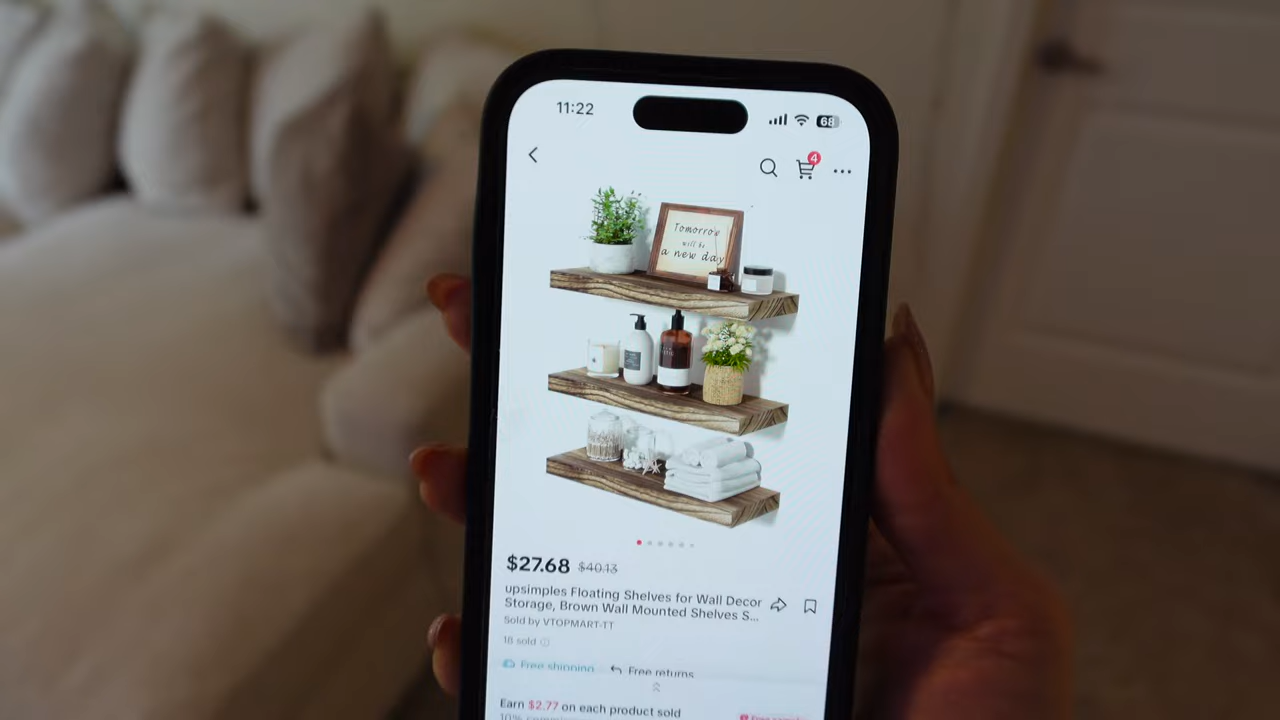 11:22
68
4
Tomorrow
will be
a new day
$27.68 $40.13
upsimples Floating Shelves for Wall Decor
Storage, Brown Wall Mounted Shelves S...
Sold by VTOPMART-TT
18 sold
Free shipping Free returns
Earn $2.77 on each product sold